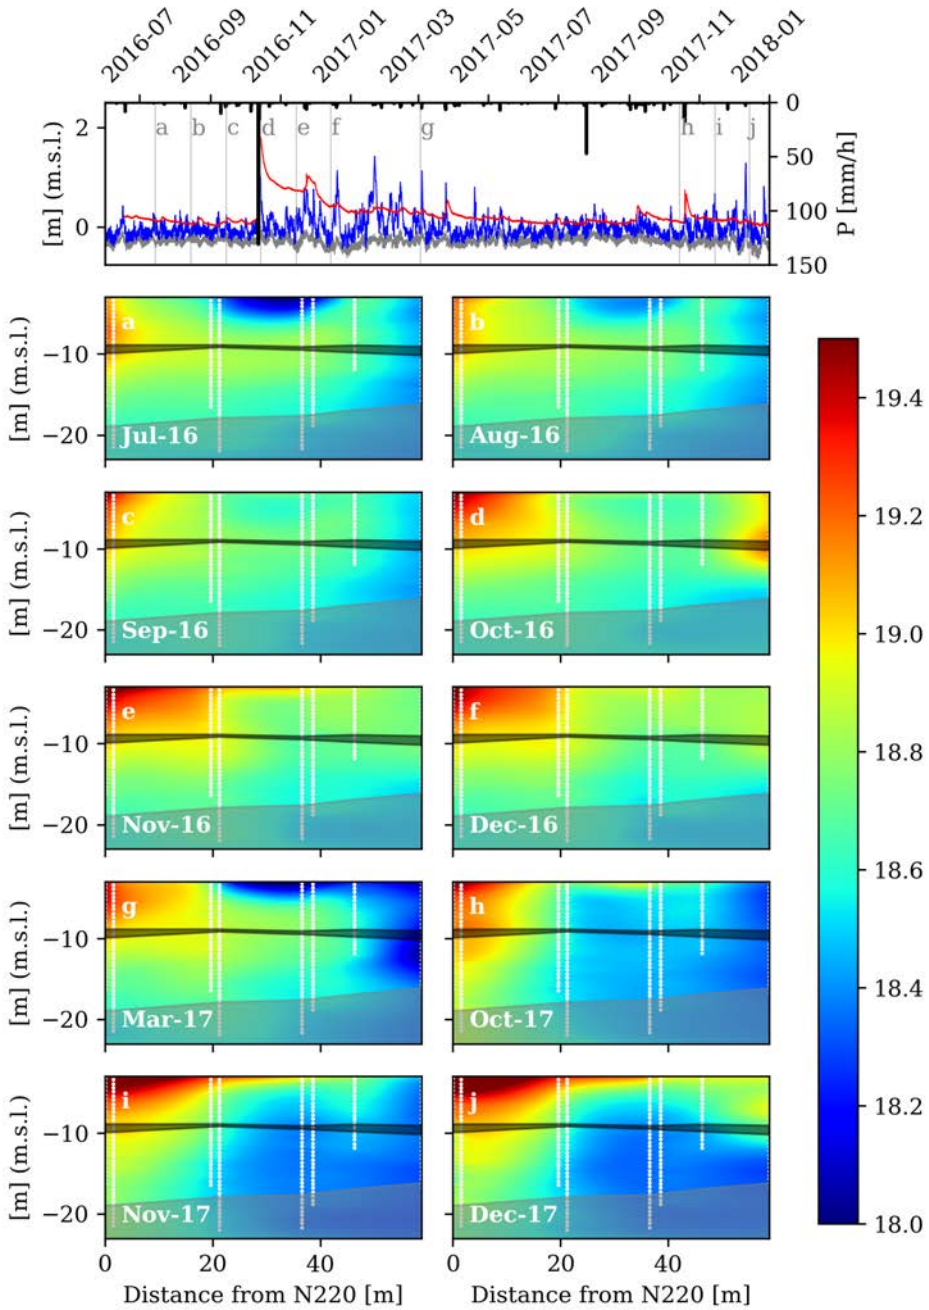 2016-07 2016-09 2016-11 2017-01 2017-03 2017-05 2017-07 2017-09 2017-11 2018-01
[m] (m.s.l.)
2
0
a b c d e f g h i j
0
50
100
150
P [mm/h]
[m] (m.s.l.)
−10
−20
a
Jul-16
b
Aug-16
[m] (m.s.l.)
−10
−20
c
Sep-16
d
Oct-16
[m] (m.s.l.)
−10
−20
e
Nov-16
f
Dec-16
[m] (m.s.l.)
−10
−20
g
Mar-17
h
Oct-17
[m] (m.s.l.)
−10
−20
i
Nov-17
j
Dec-17
0 20 40
0 20 40
Distance from N220 [m]
Distance from N220 [m]
19.4
19.2
19.0
18.8
18.6
18.4
18.2
18.0